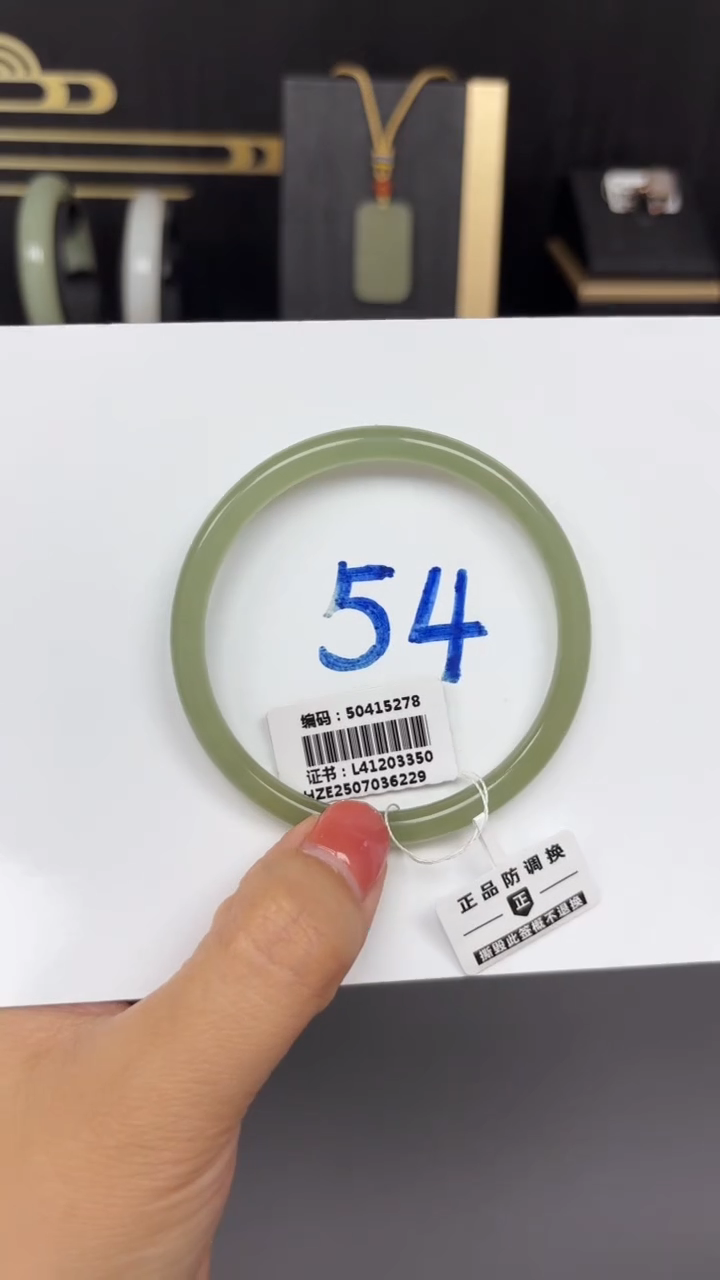 54
编码：50415278
证书：L41203350
HZE2507036229
正品防调换
正
撕毁此签概不退换